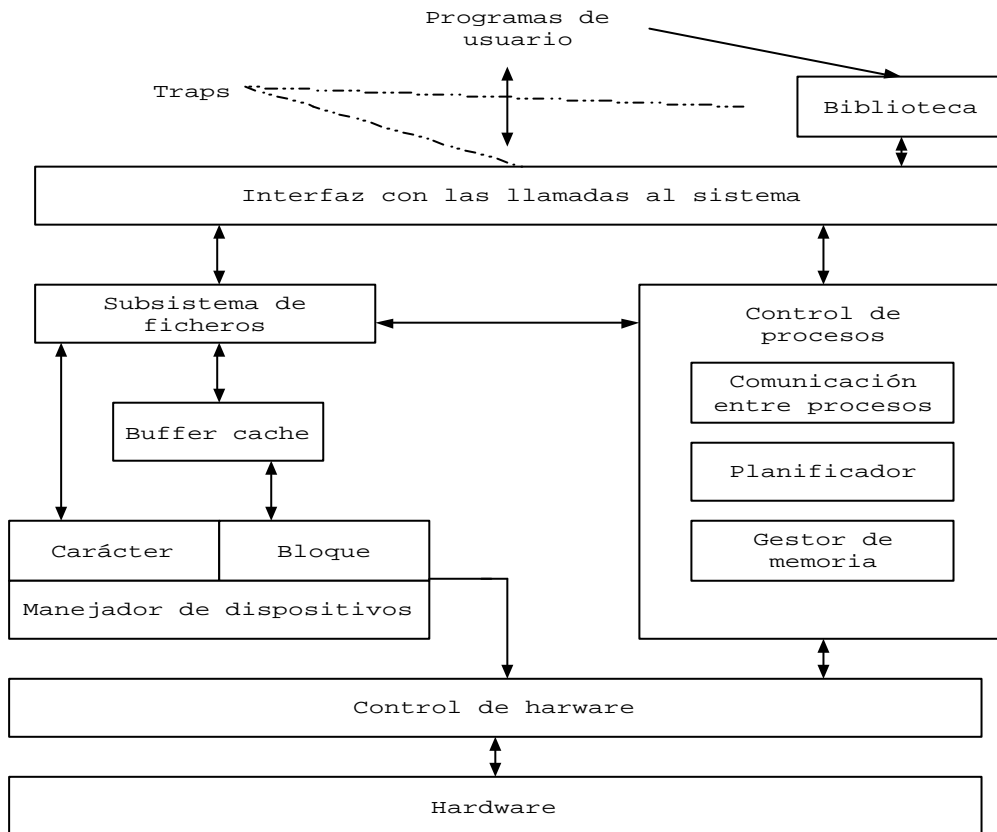 Programas de
usuario
Traps
Biblioteca
Interfaz con las llamadas al sistema
Subsistema de
ficheros
Control de
procesos
Comunicación
entre procesos
Buffer cache
Planificador
Carácter
Bloque
Gestor de
memoria
Manejador de dispositivos
Control de harware
Hardware